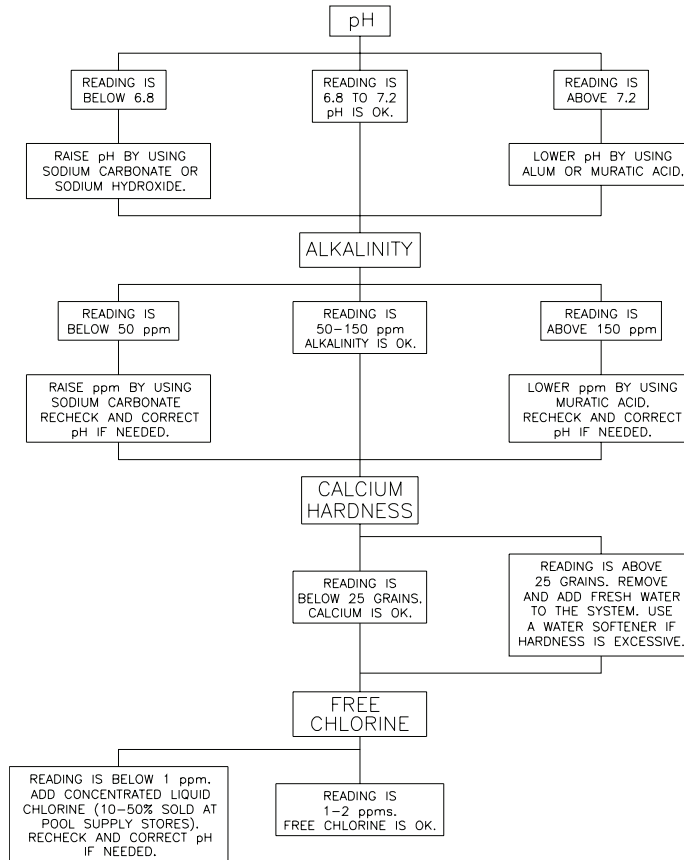 pH
READING IS
BELOW 6.8
READING IS
6.8 TO 7.2
pH IS OK.
READING IS
ABOVE 7.2
RAISE pH BY USING
SODIUM CARBONATE OR
SODIUM HYDROXIDE.
LOWER pH BY USING
ALUM OR MURATIC ACID.
ALKALINITY
READING IS
BELOW 50 ppm
READING IS
50-150 ppm
ALKALINITY IS OK.
READING IS
ABOVE 150 ppm
RAISE ppm BY USING
SODIUM CARBONATE
RECHECK AND CORRECT
pH IF NEEDED.
LOWER ppm BY USING
MURATIC ACID.
RECHECK AND CORRECT
pH IF NEEDED.
CALCIUM
HARDNESS
READING IS
BELOW 25 GRAINS.
CALCIUM IS OK.
READING IS ABOVE
25 GRAINS. REMOVE
AND ADD FRESH WATER
TO THE SYSTEM. USE
A WATER SOFTENER IF
HARDNESS IS EXCESSIVE.
FREE
CHLORINE
READING IS BELOW 1 ppm.
ADD CONCENTRATED LIQUID
CHLORINE (10-50% SOLD AT
POOL SUPPLY STORES).
RECHECK AND CORRECT pH
IF NEEDED.
READING IS
1-2 ppms.
FREE CHLORINE IS OK.